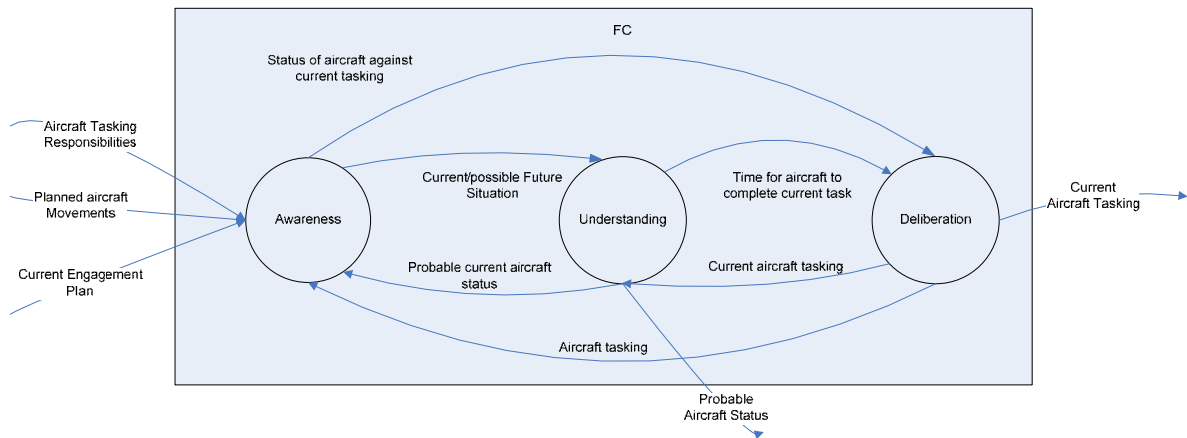 FC
Status of aircraft against
current tasking
Aircraft Tasking
Responsibilities
Current/possible Future
Situation
Time for aircraft to
complete current task
Planned aircraft
Movements
Awareness
Understanding
Deliberation
Current
Aircraft Tasking
Current Engagement
Plan
Probable current aircraft
status
Current aircraft tasking
Aircraft tasking
Probable
Aircraft Status